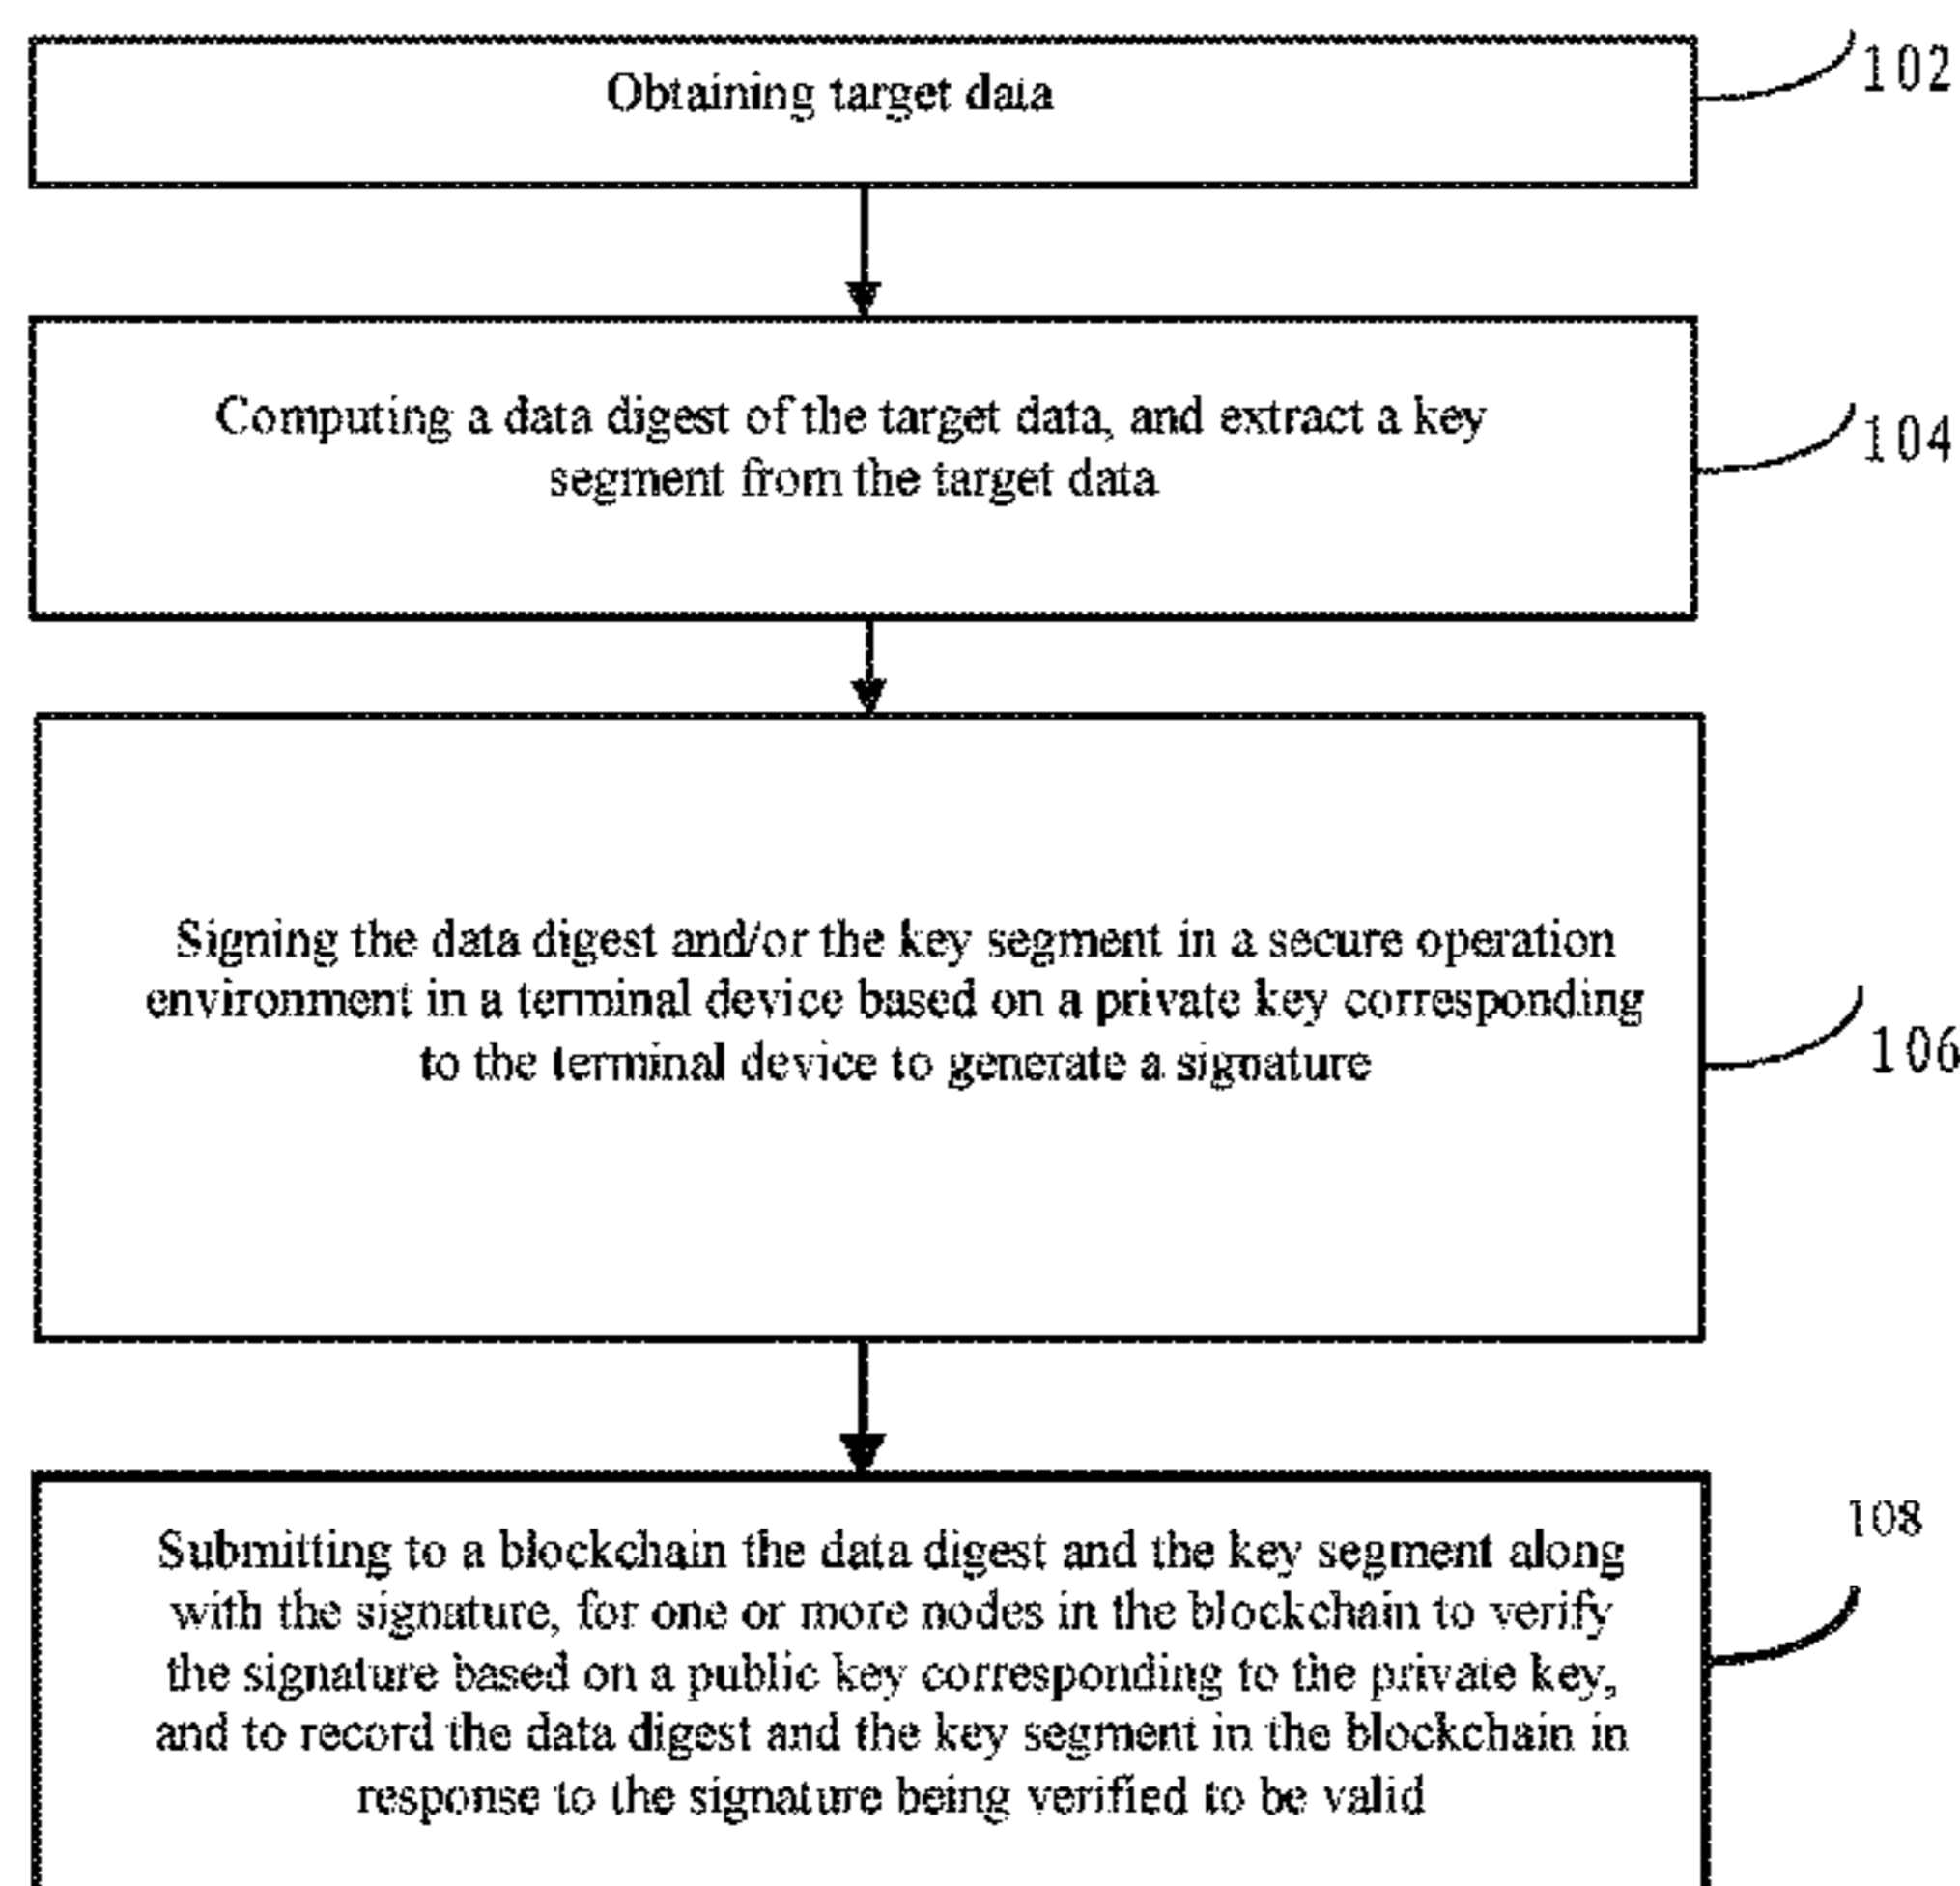 Obtaining target data
102
Computing a data digest of the target data, and extract a key
segment from the target data
104
Signing the data digest and/or the key segment in a secure operation
environment in a terminal device based on a private key corresponding
to the terminal device to generate a signature
106
Submitting to a blockchain the data digest and the key segment along
with the signature, for one or more nodes in the blockchain to verify
the signature based on a public key corresponding to the private key,
and to record the data digest and the key segment in the blockchain in
response to the signature being verified to be valid
108